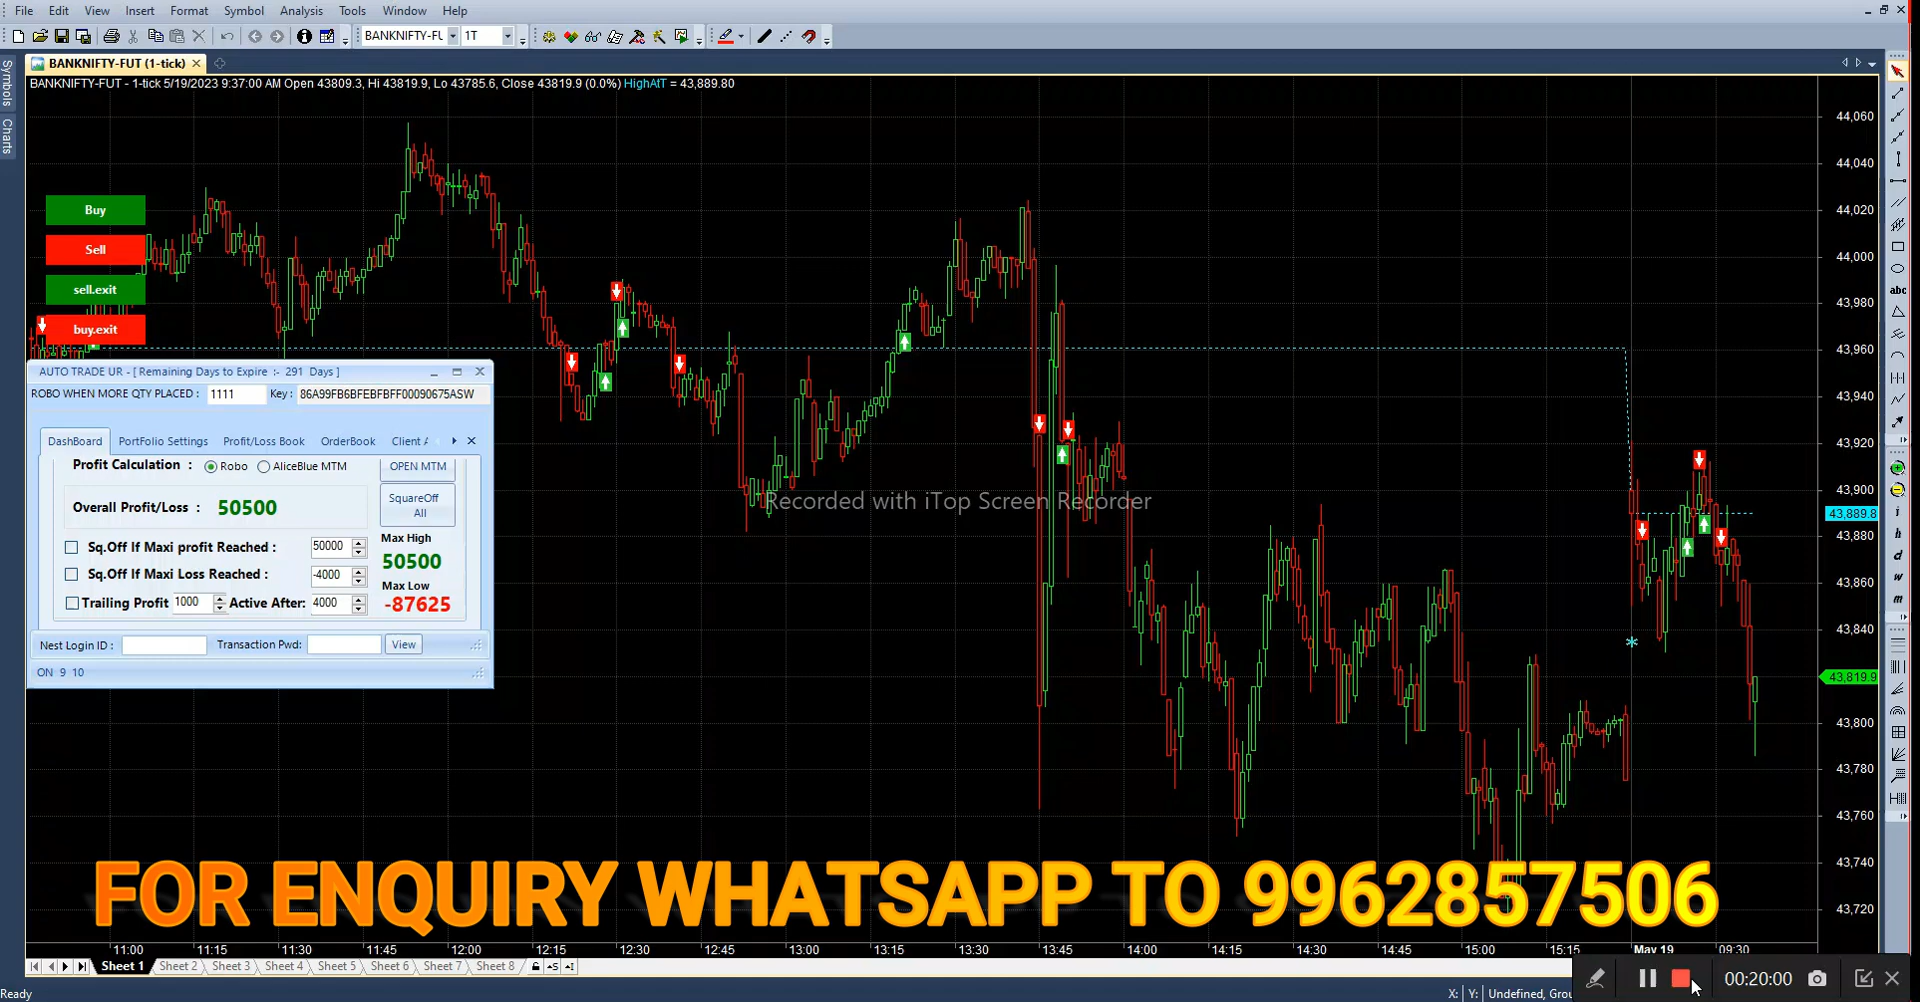 File Edit View Insert Format Symbol Analysis Tools Window Help
BANKNIFTY-FU 1T
BANKNIFTY-FUT (1-tick)
Symbols
Charts
BANKNIFTY-FUT - 1-tick 5/19/2023 9:37:00 AM Open 43809.3, Hi 43819.9, Lo 43785.6, Close 43819.9 (0.0%) HighAtT = 43,889.80
Buy
Sell
sell.exit
buy.exit
AUTO TRADE UR - [ Remaining Days to Expire :- 291 Days ]
ROBO WHEN MORE QTY PLACED : 1111 Key : 86A99FB6BFEBFBFF00090675ASW
DashBoard PortFolio Settings Profit/Loss Book OrderBook Client A
Profit Calculation : Robo AliceBlue MTM OPEN MTM
Overall Profit/Loss : 50500
SquareOff
All
Sq.Off If Maxi profit Reached : 50000
Sq.Off If Maxi Loss Reached : -4000
Trailing Profit 1000 Active After: 4000
Max High
50500
Max Low
-87625
Nest Login ID : Transaction Pwd: View
ON 9 10
Recorded with iTop Screen Recorder
44,060
44,040
44,020
44,000
43,980
43,960
43,940
43,920
43,900
43,889.8
43,880
43,860
43,840
43,819.9
43,800
43,780
43,760
43,740
43,720
abc
i
h
d
w
m
FOR ENQUIRY WHATSAPP TO 9962857506
11:00 11:15 11:30 11:45 12:00 12:15 12:30 12:45 13:00 13:15 13:30 13:45 14:00 14:15 14:30 14:45 15:00 15:15 May 19 09:30
Sheet 1 Sheet 2 Sheet 3 Sheet 4 Sheet 5 Sheet 6 Sheet 7 Sheet 8
00:20:00
Ready
X: Y: Undefined, Grou